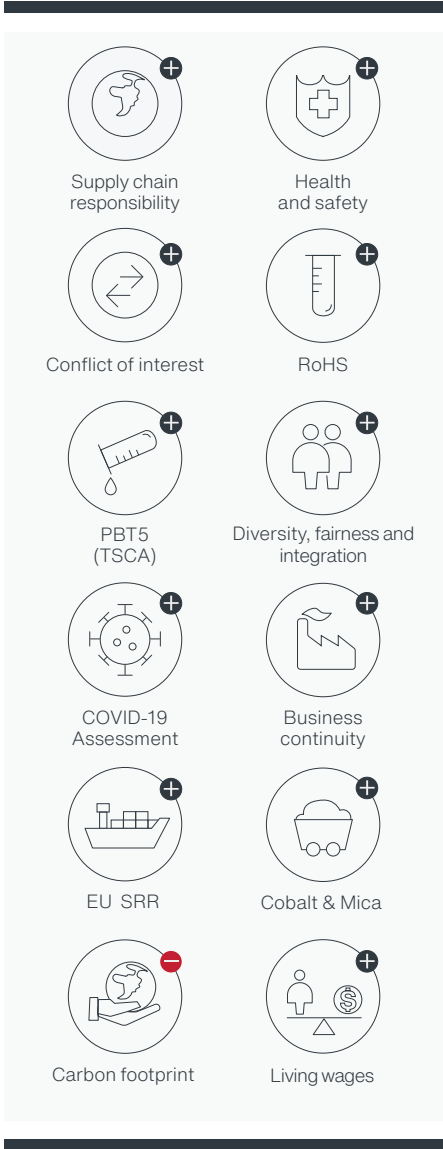 Supply chain
responsibility
Health
and safety
Conflict of interest
RoHS
PBT5
(TSCA)
Diversity, fairness and
integration
COVID-19
Assessment
Business
continuity
EU SRR
Cobalt & Mica
Carbon footprint
$
Living wages